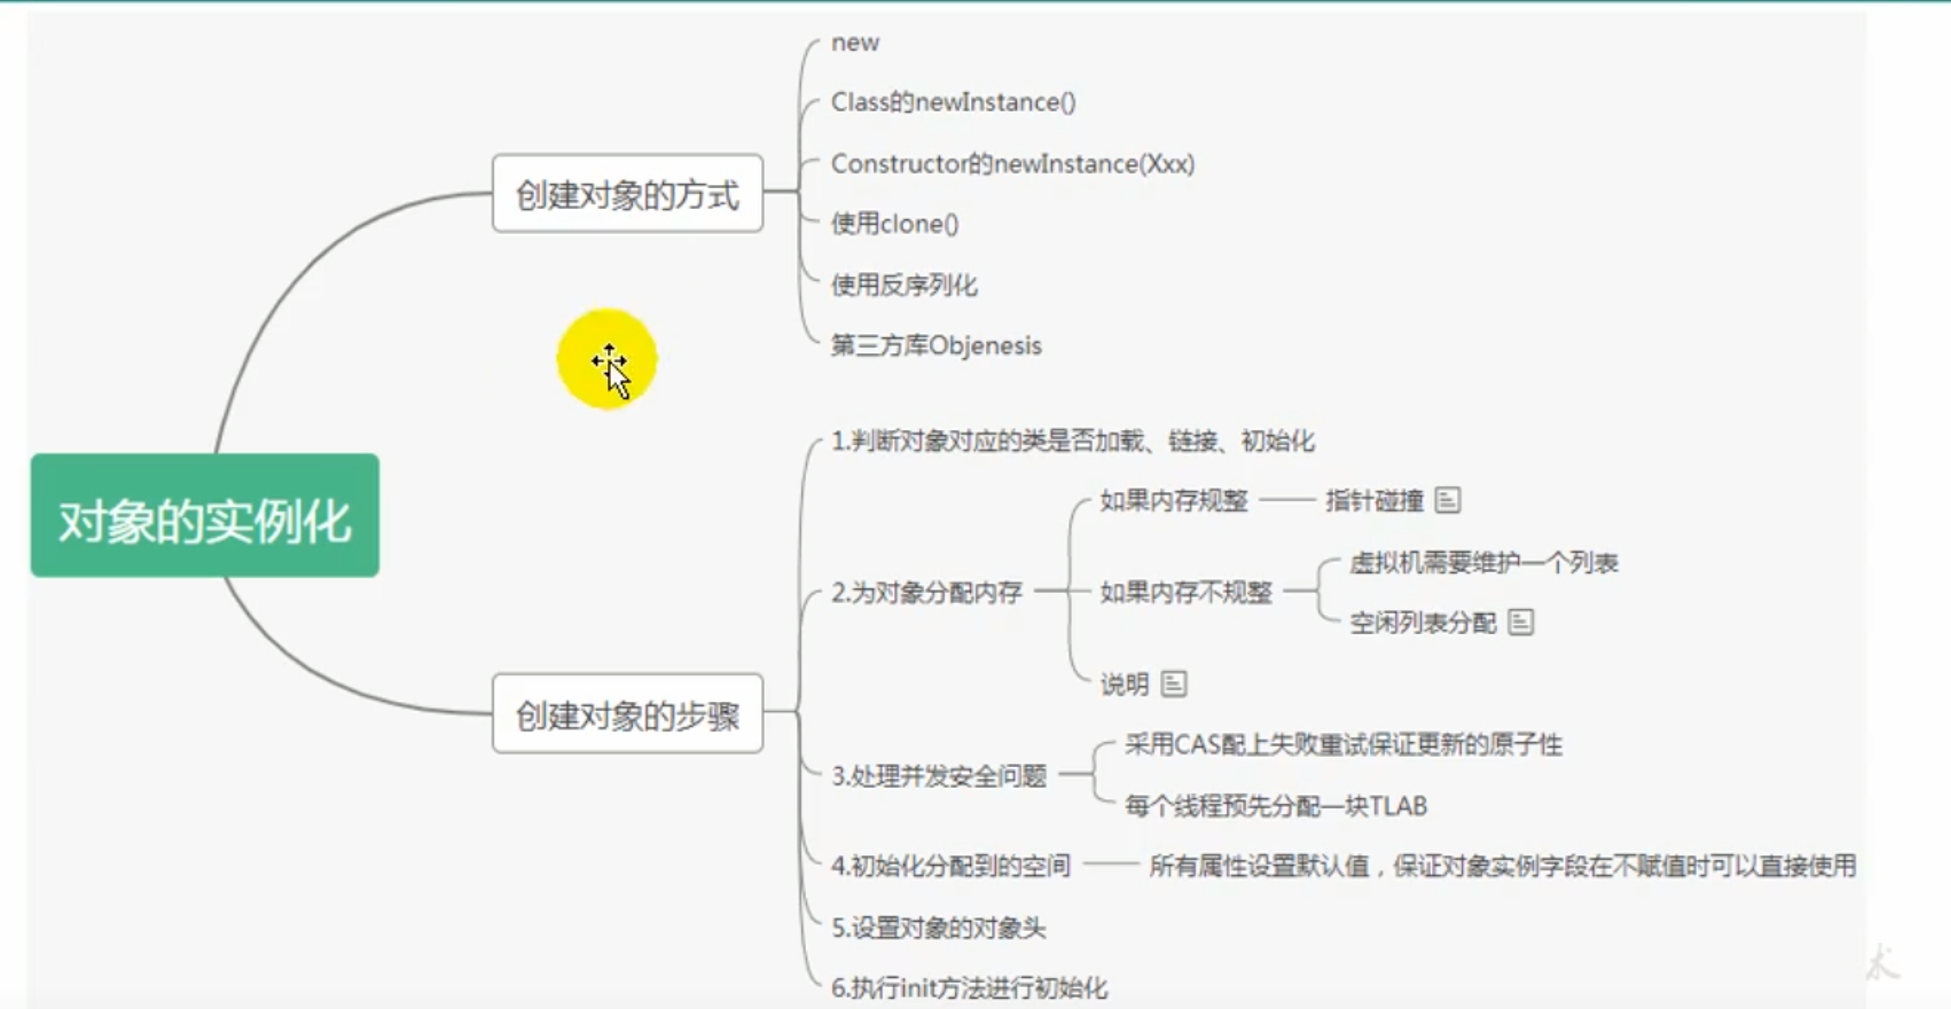 new
Class的newInstance()
Constructor的newInstance(Xxx)
创建对象的方式
使用clone()
使用反序列化
第三方库Objenesis
对象的实例化
创建对象的步骤
1.判断对象对应的类是否加载、链接、初始化
2.为对象分配内存
如果内存规整
指针碰撞
如果内存不规整
虚拟机需要维护一个列表
空闲列表分配
说明
3.处理并发安全问题
采用CAS配上失败重试保证更新的原子性
每个线程预先分配一块TLAB
4.初始化分配到的空间
所有属性设置默认值，保证对象实例字段在不赋值时可以直接使用
5.设置对象的对象头
6.执行init方法进行初始化
术